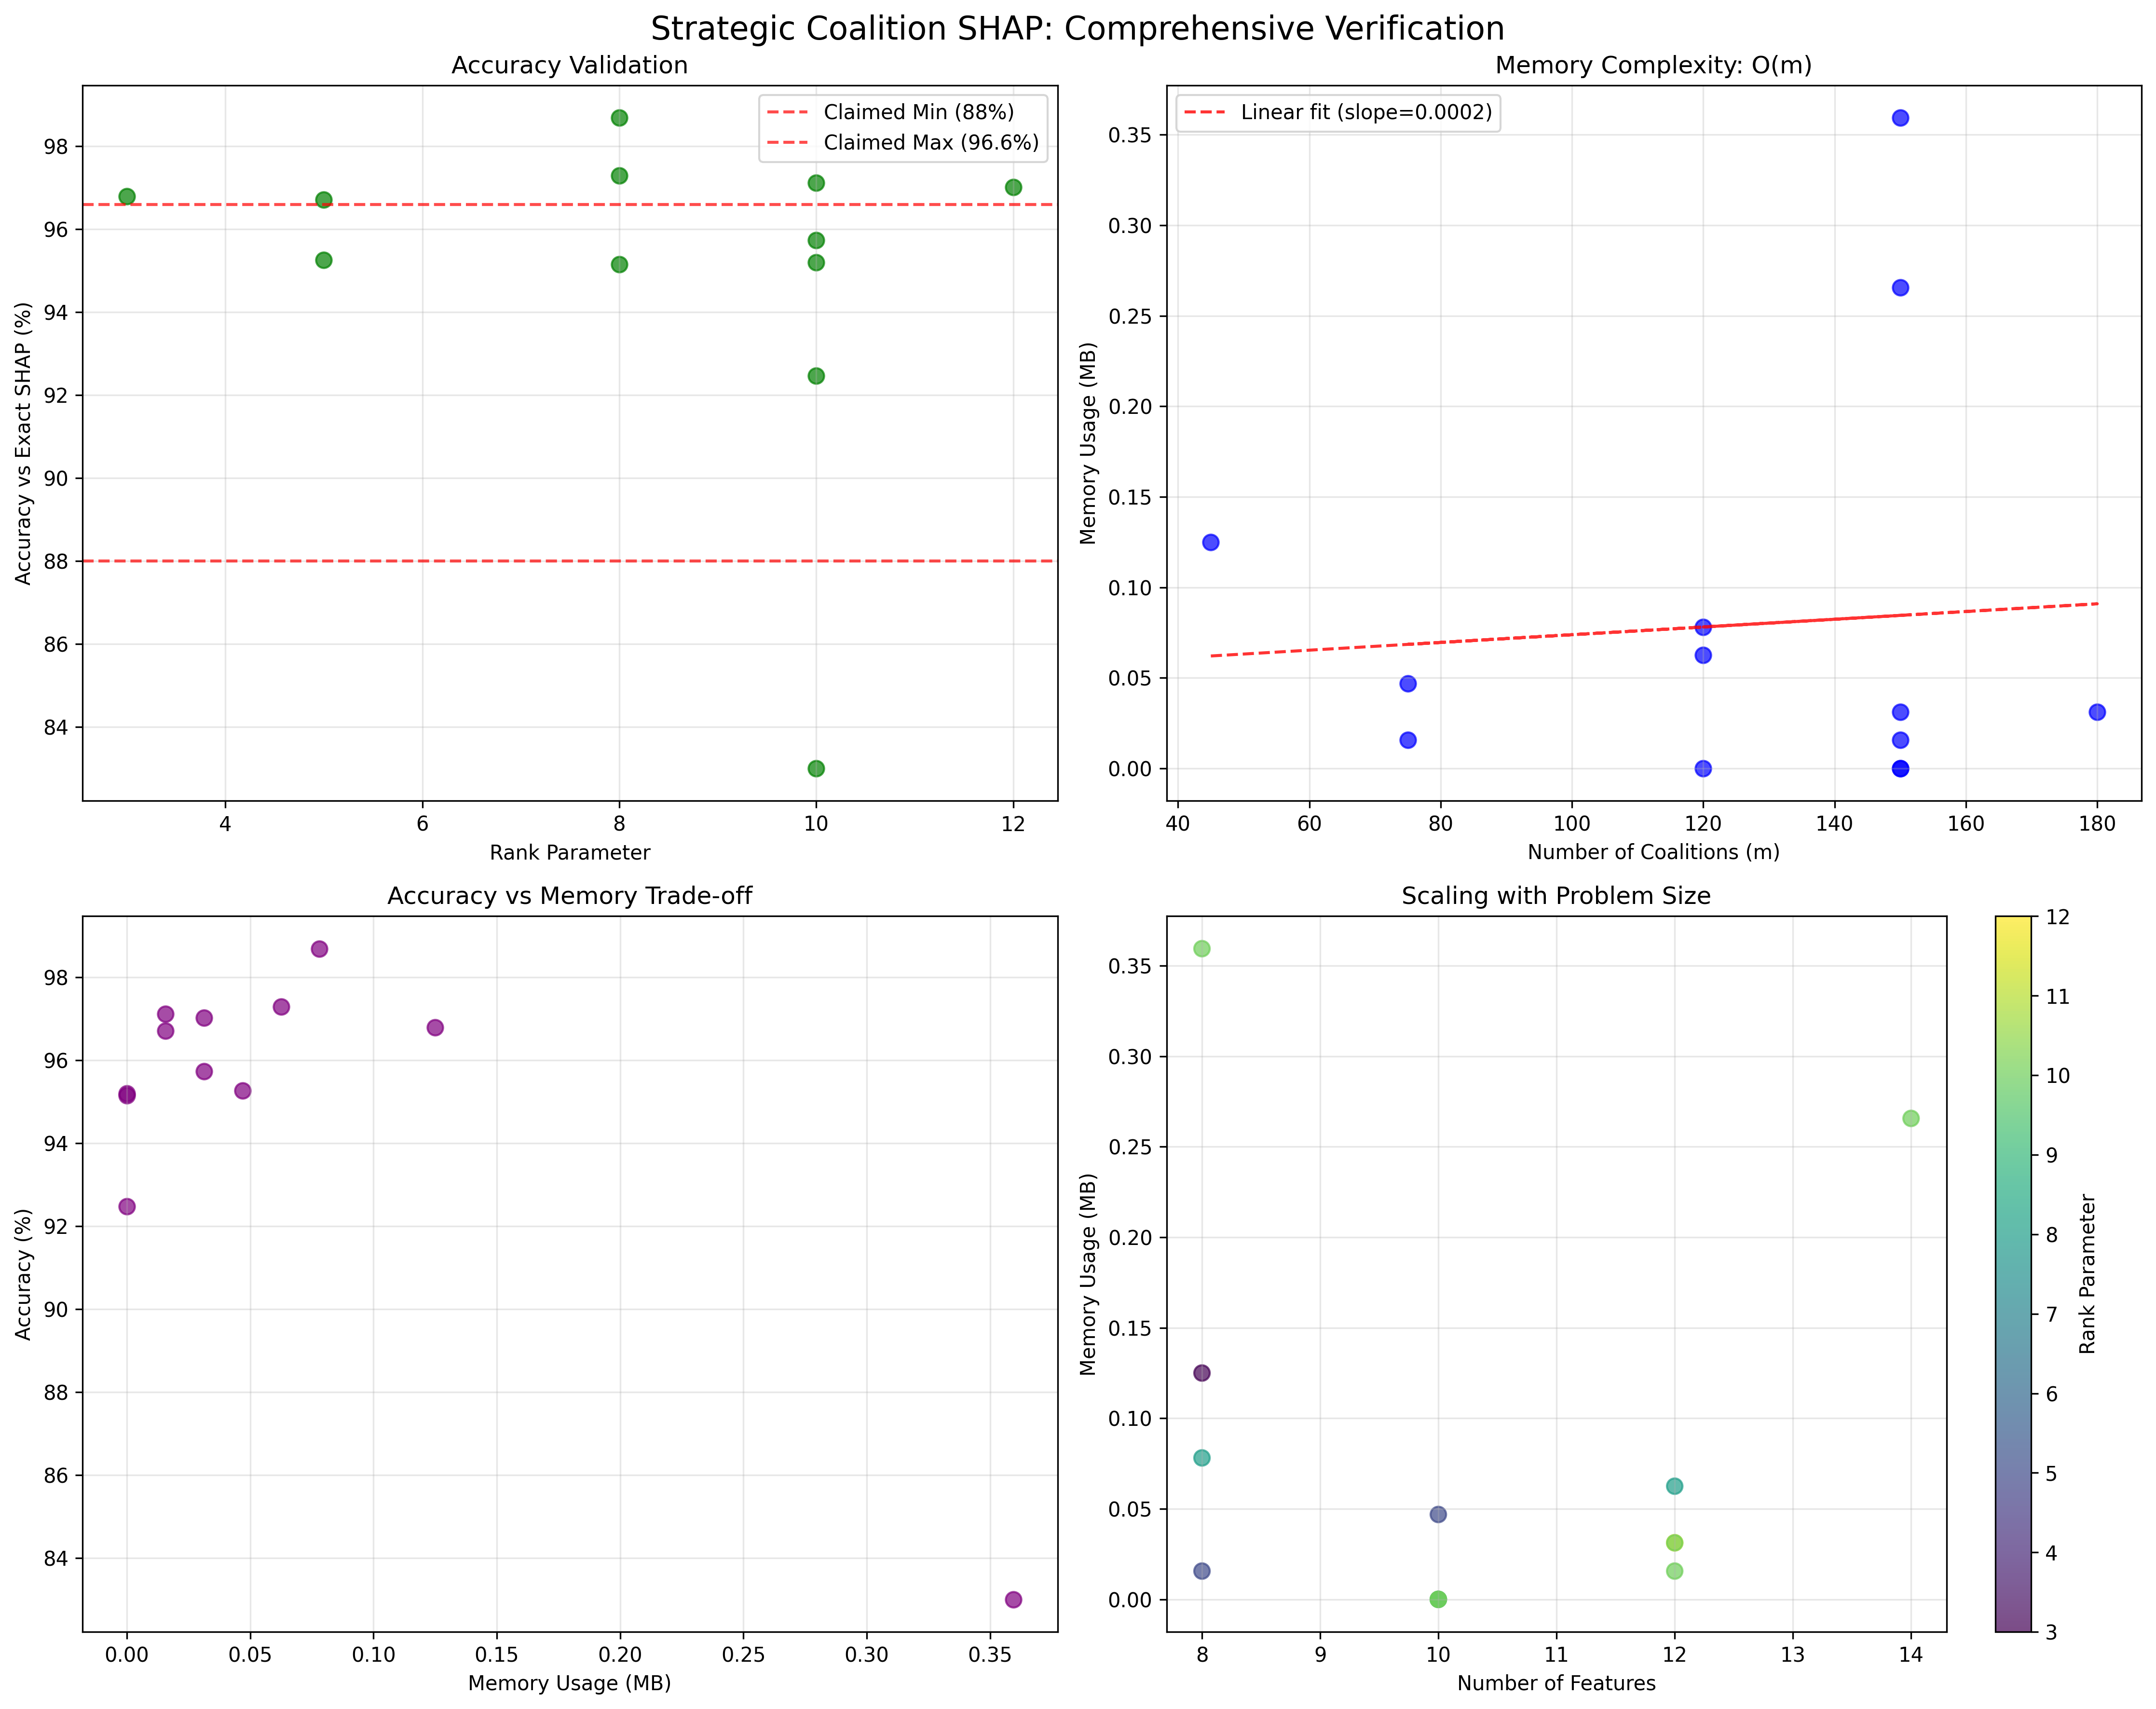 Strategic Coalition SHAP: Comprehensive Verification
Accuracy Validation
Claimed Min (88%)
Claimed Max (96.6%)
98
96
94
92
90
88
86
84
Accuracy vs Exact SHAP (%)
4 6 8 10 12
Rank Parameter
Memory Complexity: O(m)
Linear fit (slope=0.0002)
0.35
0.30
0.25
0.20
0.15
0.10
0.05
0.00
Memory Usage (MB)
40 60 80 100 120 140 160 180
Number of Coalitions (m)
Accuracy vs Memory Trade-off
98
96
94
92
90
88
86
84
Accuracy (%)
0.00 0.05 0.10 0.15 0.20 0.25 0.30 0.35
Memory Usage (MB)
Scaling with Problem Size
0.35
0.30
0.25
0.20
0.15
0.10
0.05
0.00
Memory Usage (MB)
8 9 10 11 12 13 14
Number of Features
12
11
10
9
8
7
6
5
4
3
Rank Parameter